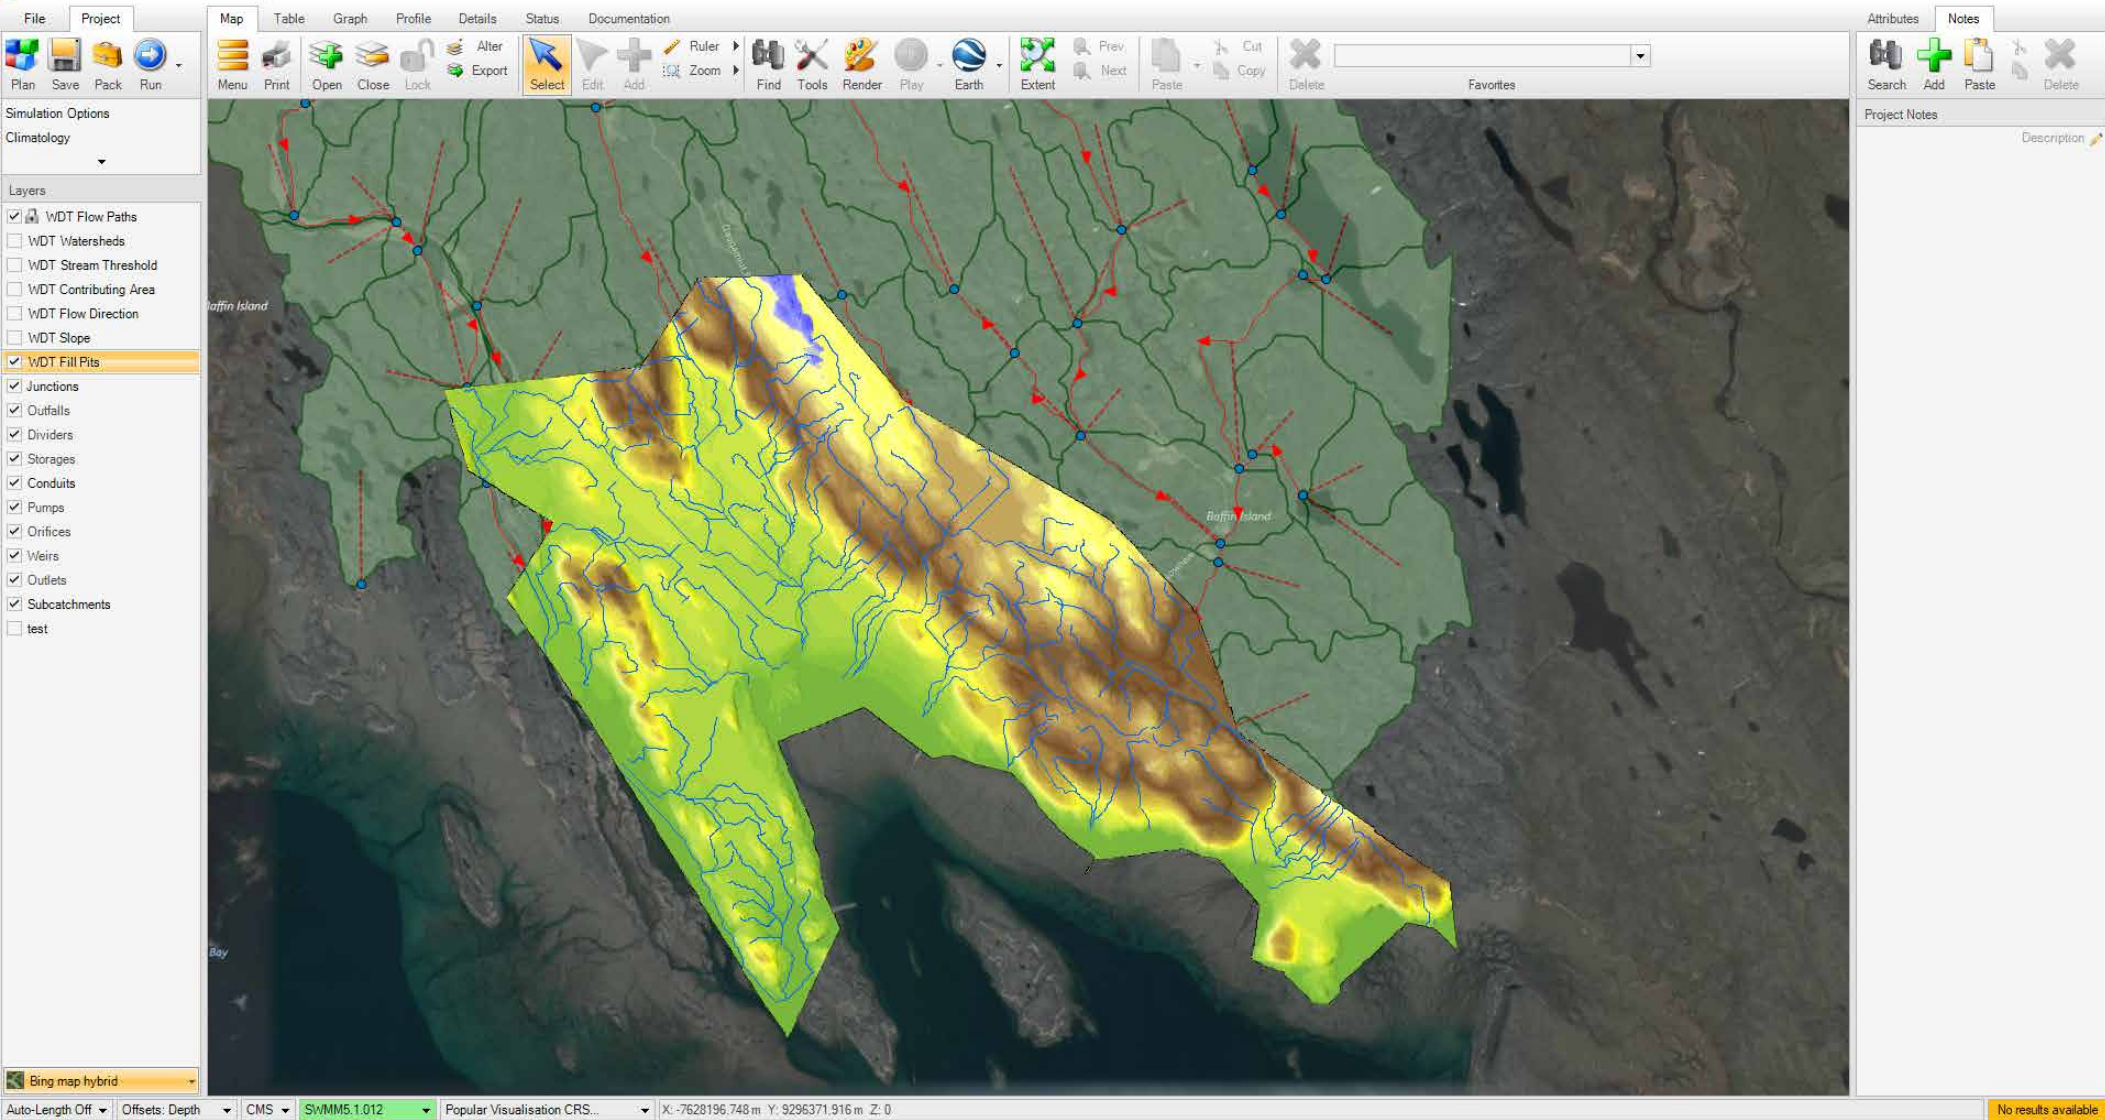 File Project Map Table Graph Profile Details Status Documentation Attributes Notes
Plan Save Pack Run Menu Print Open Close Lock Alter Export Select Edit Add Ruler Zoom Find Tools Render Play Earth Extent Prev Next Paste Cut Copy Delete Favorites Search Add Paste Delete
Simulation Options
Climatology
Layers
WDT Flow Paths
WDT Watersheds
WDT Stream Threshold
WDT Contributing Area
WDT Flow Direction
WDT Slope
WDT Fill Pits
Junctions
Outfalls
Dividers
Storages
Conduits
Pumps
Orifices
Weirs
Outlets
Subcatchments
test
Bing map hybrid
affin Island
Baffin Island
Bay
Project Notes
Description
Auto-Length Off Offsets: Depth CMS SWMM5.1.012 Popular Visualisation CRS... X: -7628196.748 m Y: 9296371.916 m Z: 0 No results available